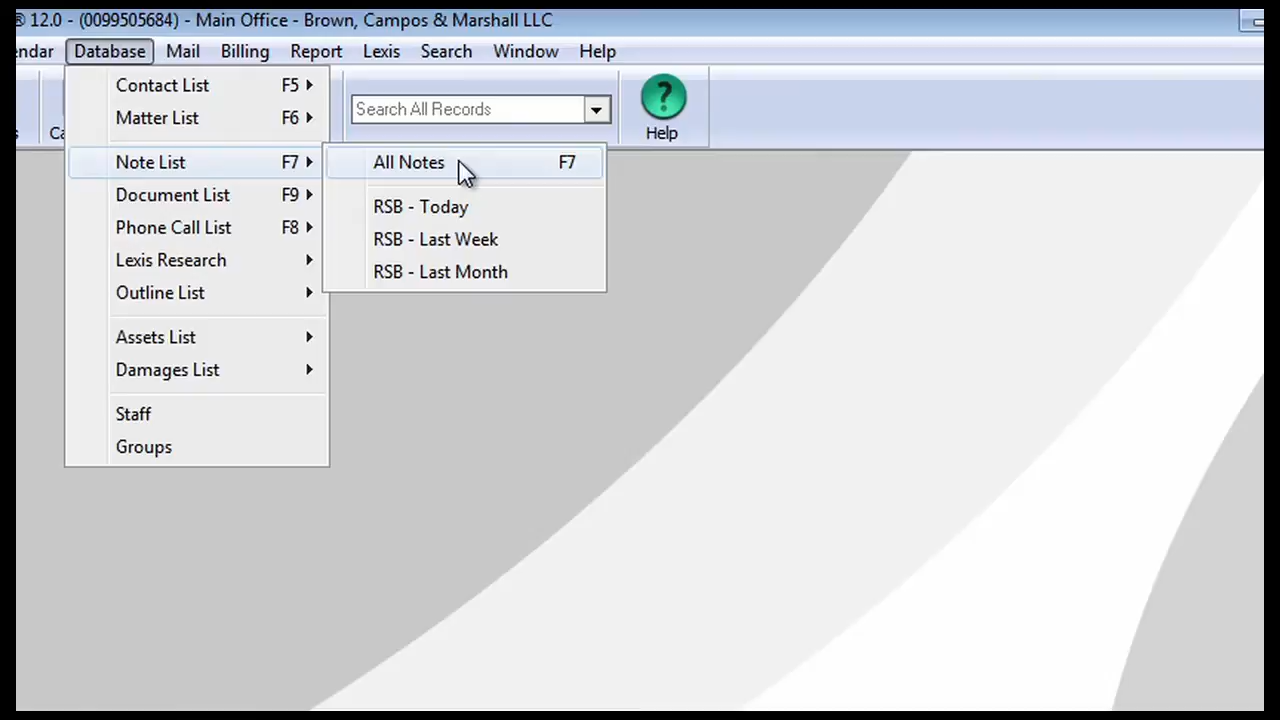 ® 12.0 - (0099505684) - Main Office - Brown, Campos & Marshall LLC
endar Database Mail Billing Report Lexis Search Window Help
Contact List F5
Matter List F6
Note List F7
Document List F9
Phone Call List F8
Lexis Research
Outline List
Assets List
Damages List
Staff
Groups
All Notes F7
RSB - Today
RSB - Last Week
RSB - Last Month
s
Ca
Search All Records
? Help